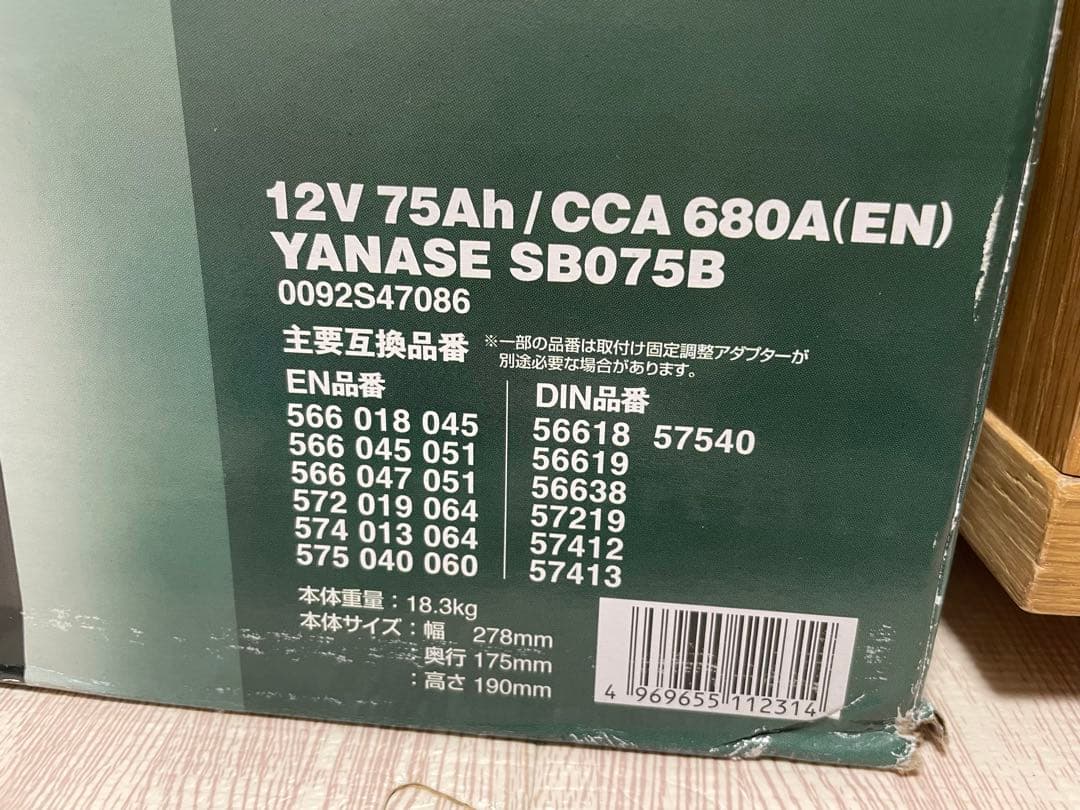 12V 75Ah / CCA 680A(EN)
YANASE SB075B
0092S47086
主要互換品番 ※一部の品番は取付け固定調整アダプターが
別途必要な場合があります。
EN品番
566 018 045
566 045 051
566 047 051
572 019 064
574 013 064
575 040 060
DIN品番
56618 57540
56619
56638
57219
57412
57413
本体重量：18.3kg
本体サイズ：幅 278mm
：奥行 175mm
：高さ 190mm
4 969655 112314